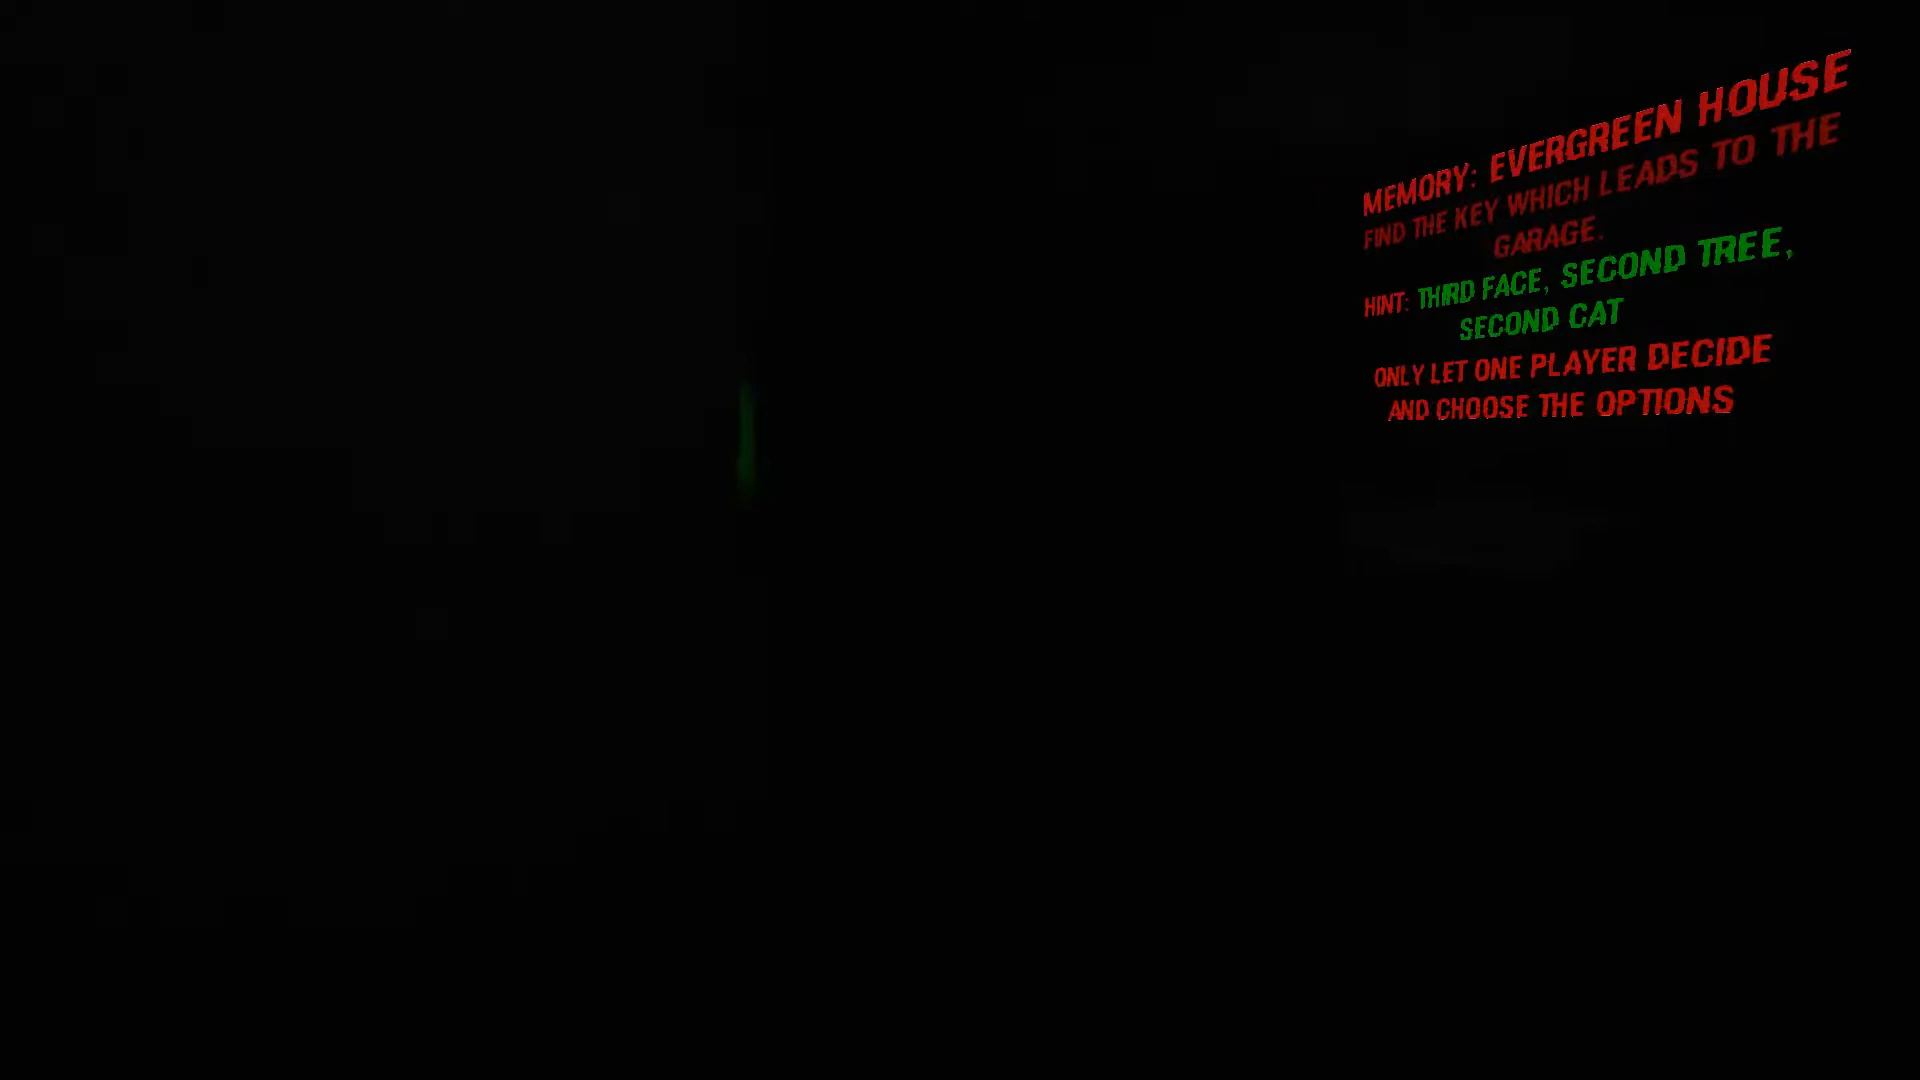 MEMORY: EVERGREEN HOUSE
FIND THE KEY WHICH LEADS TO THE
GARAGE.
HINT: THIRD FACE, SECOND TREE,
SECOND CAT
ONLY LET ONE PLAYER DECIDE
AND CHOOSE THE OPTIONS